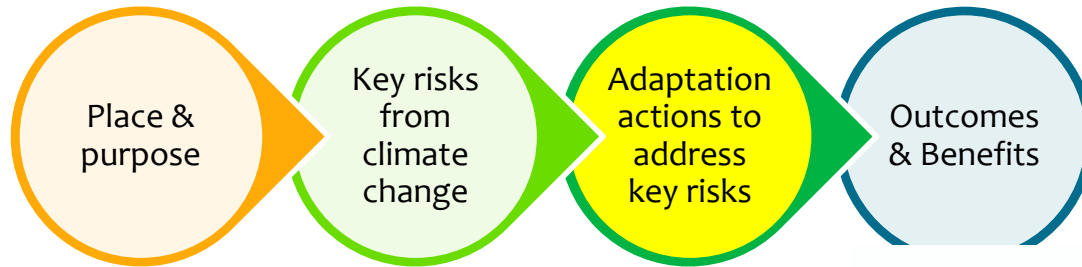 Place &
purpose
Key risks
from
climate
change
Adaptation
actions to
address
key risks
Outcomes
& Benefits